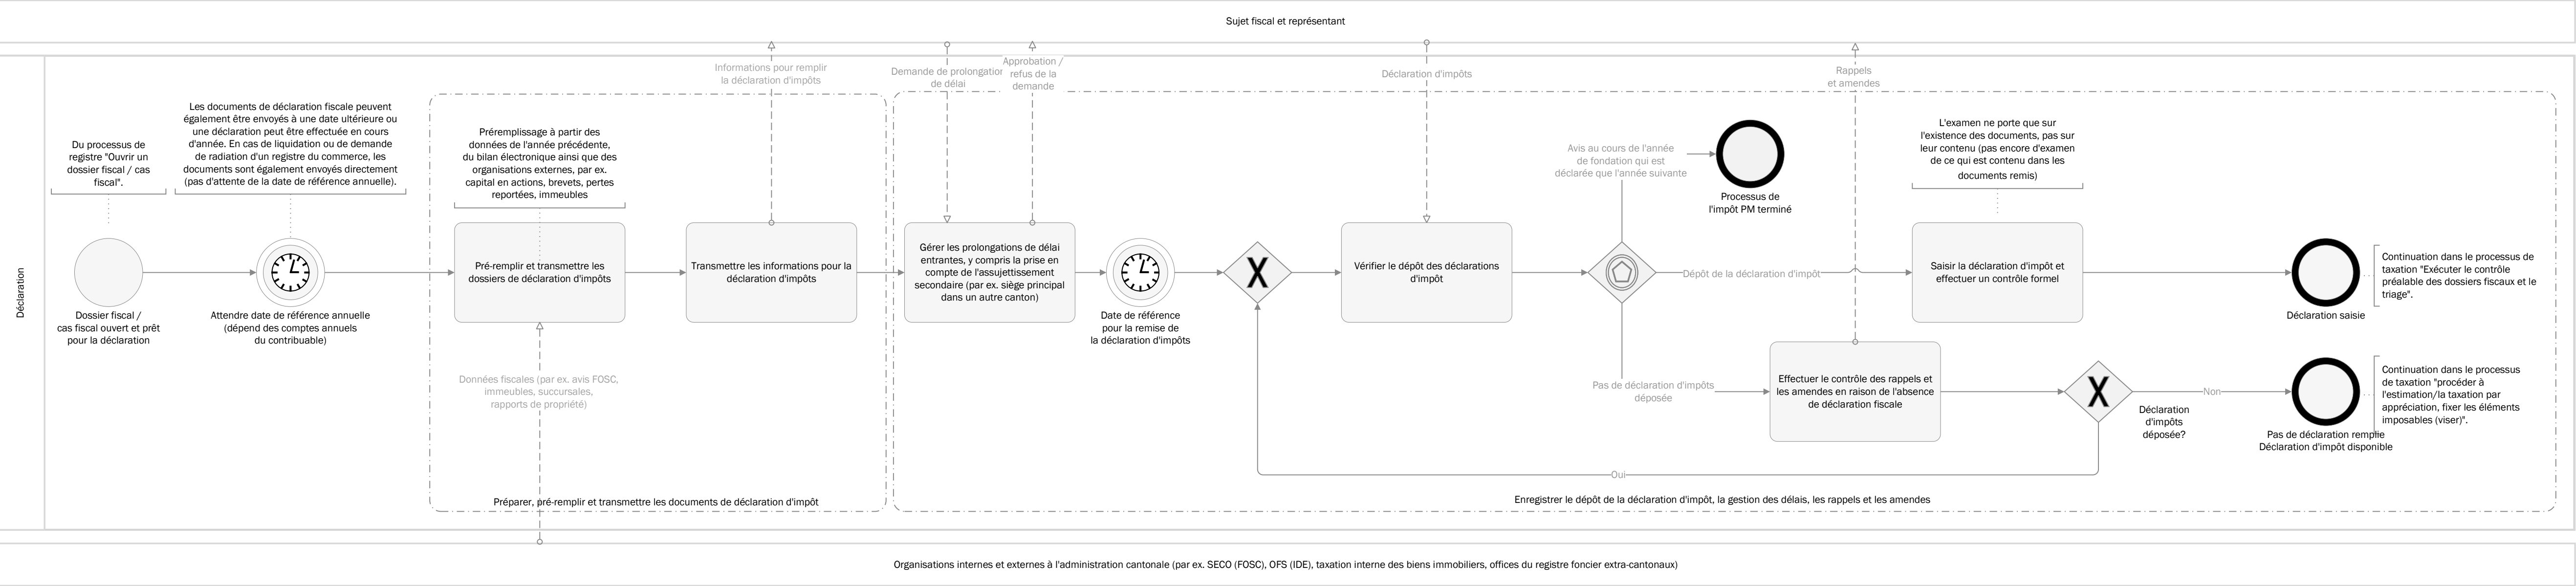 Sujet fiscal et représentant
Déclaration
Informations pour remplir
la déclaration d'impôts
Demande de prolongation
de délai
Approbation /
refus de la
demande
Déclaration d'impôts
Rappels
et amendes
Du processus de
registre "Ouvrir un
dossier fiscal / cas
fiscal".
Les documents de déclaration fiscale peuvent
également être envoyés à une date ultérieure ou
une déclaration peut être effectuée en cours
d'année. En cas de liquidation ou de demande
de radiation d'un registre du commerce, les
documents sont également envoyés directement
(pas d'attente de la date de référence annuelle).
Préremplissage à partir des
données de l'année précédente,
du bilan électronique ainsi que des
organisations externes, par ex.
capital en actions, brevets, pertes
reportées, immeubles
Avis au cours de l'année
de fondation qui est
déclarée que l'année suivante
Processus de
l'impôt PM terminé
L'examen ne porte que sur
l'existence des documents, pas sur
leur contenu (pas encore d'examen
de ce qui est contenu dans les
documents remis)
Dossier fiscal /
cas fiscal ouvert et prêt
pour la déclaration
Attendre date de référence annuelle
(dépend des comptes annuels
du contribuable)
Pré-remplir et transmettre les
dossiers de déclaration d'impôts
Transmettre les informations pour la
déclaration d'impôts
Gérer les prolongations de délai
entrantes, y compris la prise en
compte de l'assujettissement
secondaire (par ex. siège principal
dans un autre canton)
Date de référence
pour la remise de
la déclaration d'impôts
X
Vérifier le dépôt des déclarations
d'impôt
Dépôt de la déclaration d'impôt
Saisir la déclaration d'impôt et
effectuer un contrôle formel
Déclaration saisie
Continuation dans le processus de
taxation "Exécuter le contrôle
préalable des dossiers fiscaux et le
triage".
Données fiscales (par ex. avis FOSC,
immeubles, succursales,
rapports de propriété)
Pas de déclaration d'impôts
déposée
Effectuer le contrôle des rappels et
les amendes en raison de l'absence
de déclaration fiscale
X
Déclaration
d'impôts
déposée?
Non
Pas de déclaration remplie
Déclaration d'impôt disponible
Continuation dans le processus
de taxation "procéder à
l'estimation/la taxation par
appréciation, fixer les éléments
imposables (viser)".
Oui
Préparer, pré-remplir et transmettre les documents de déclaration d'impôt
Enregistrer le dépôt de la déclaration d'impôt, la gestion des délais, les rappels et les amendes
Organisations internes et externes à l'administration cantonale (par ex. SECO (FOSC), OFS (IDE), taxation interne des biens immobiliers, offices du registre foncier extra-cantonaux)